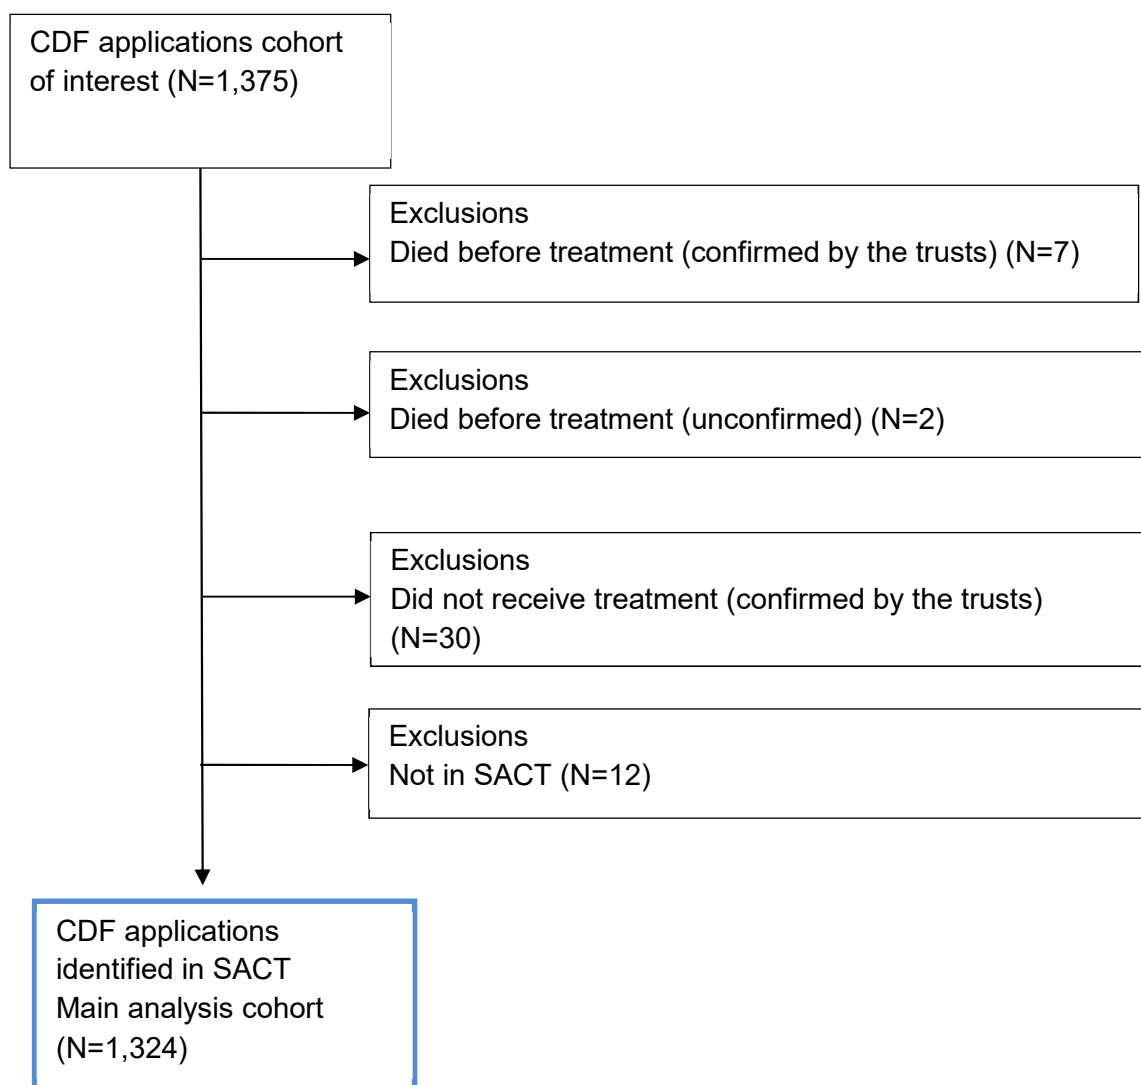 CDF applications cohort
of interest (N=1,375)
Exclusions
Died before treatment (confirmed by the trusts) (N=7)
Exclusions
Died before treatment (unconfirmed) (N=2)
Exclusions
Did not receive treatment (confirmed by the trusts)
(N=30)
Exclusions
Not in SACT (N=12)
CDF applications
identified in SACT
Main analysis cohort
(N=1,324)